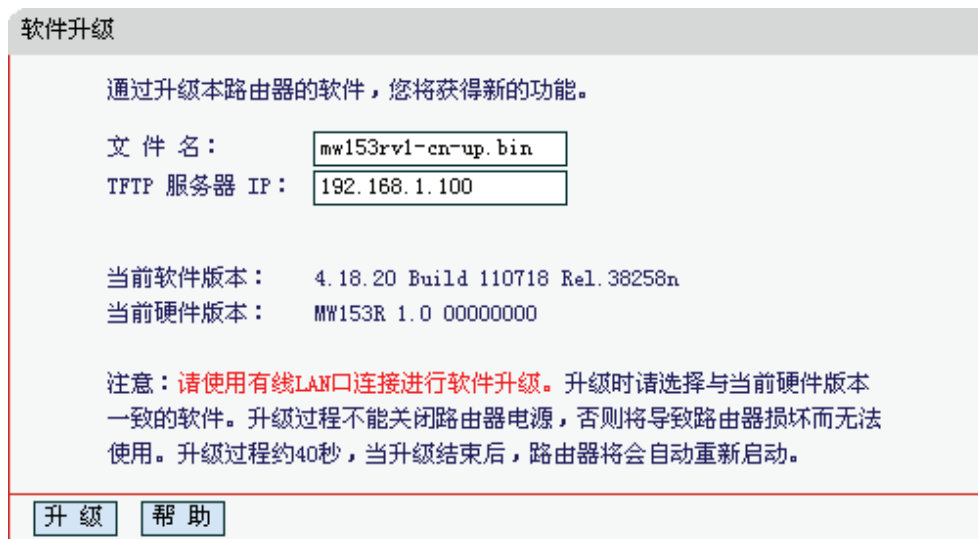 软件升级
通过升级本路由器的软件，您将获得新的功能。
文 件 名： mw153rv1-cn-up.bin
TFTP 服务器 IP： 192.168.1.100
当前软件版本： 4.18.20 Build 110718 Rel.38258n
当前硬件版本： MW153R 1.0 00000000
注意：请使用有线LAN口连接进行软件升级。升级时请选择与当前硬件版本
一致的软件。升级过程不能关闭路由器电源，否则将导致路由器损坏而无法
使用。升级过程约40秒，当升级结束后，路由器将会自动重新启动。
升 级 帮 助